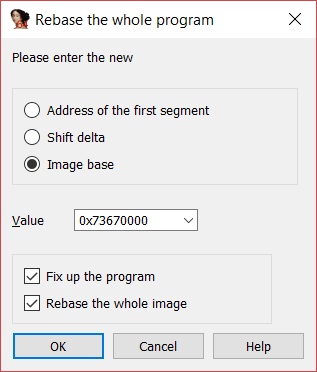 Rebase the whole program
Please enter the new
Address of the first segment
Shift delta
Image base
Value 0x73670000
Fix up the program
Rebase the whole image
OK Cancel Help